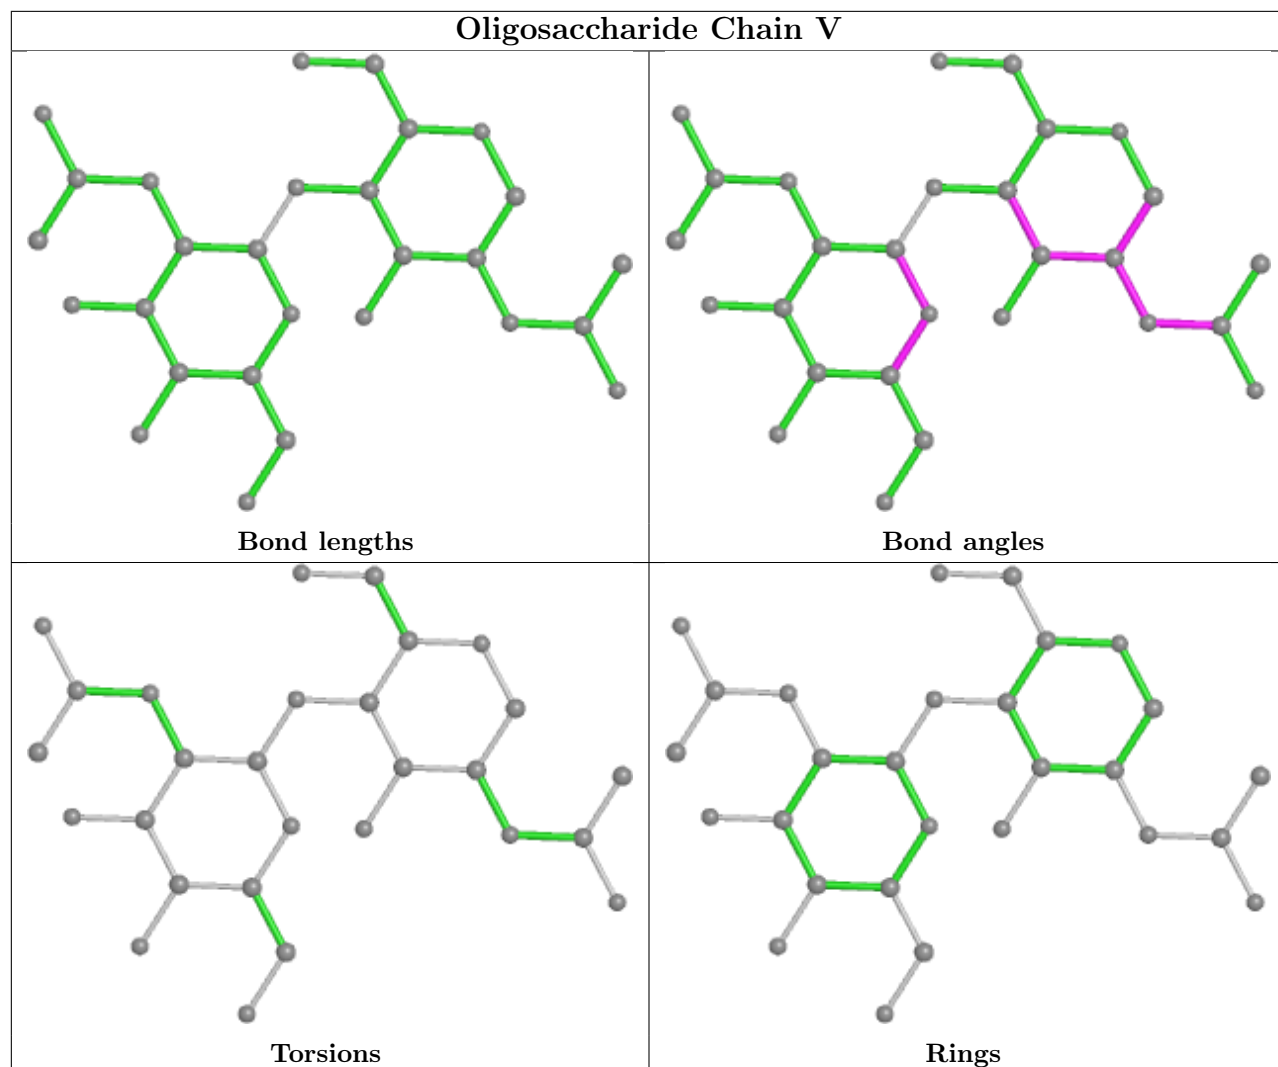 Oligosaccharide Chain V
Bond lengths
Bond angles
Torsions
Rings